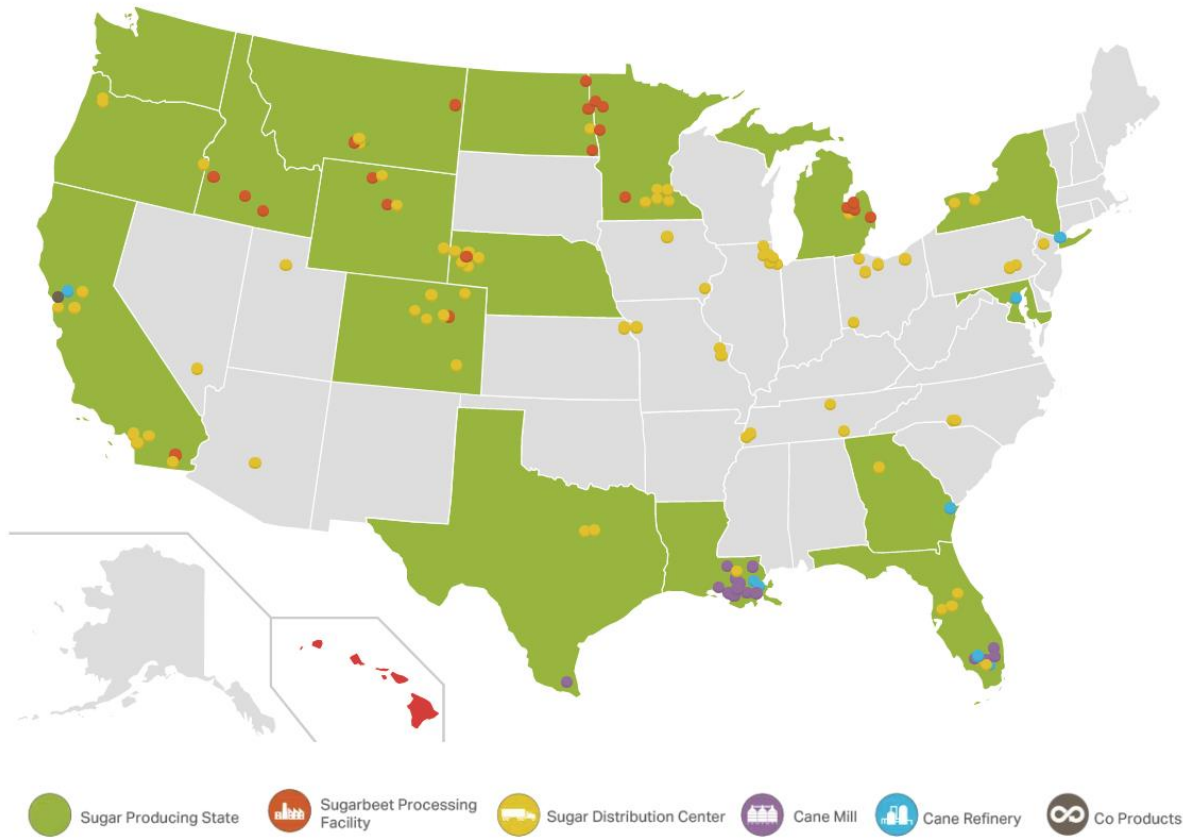 Sugar Producing State
Sugarbeet Processing
Facility
Sugar Distribution Center
Cane Mill
Cane Refinery
Co Products